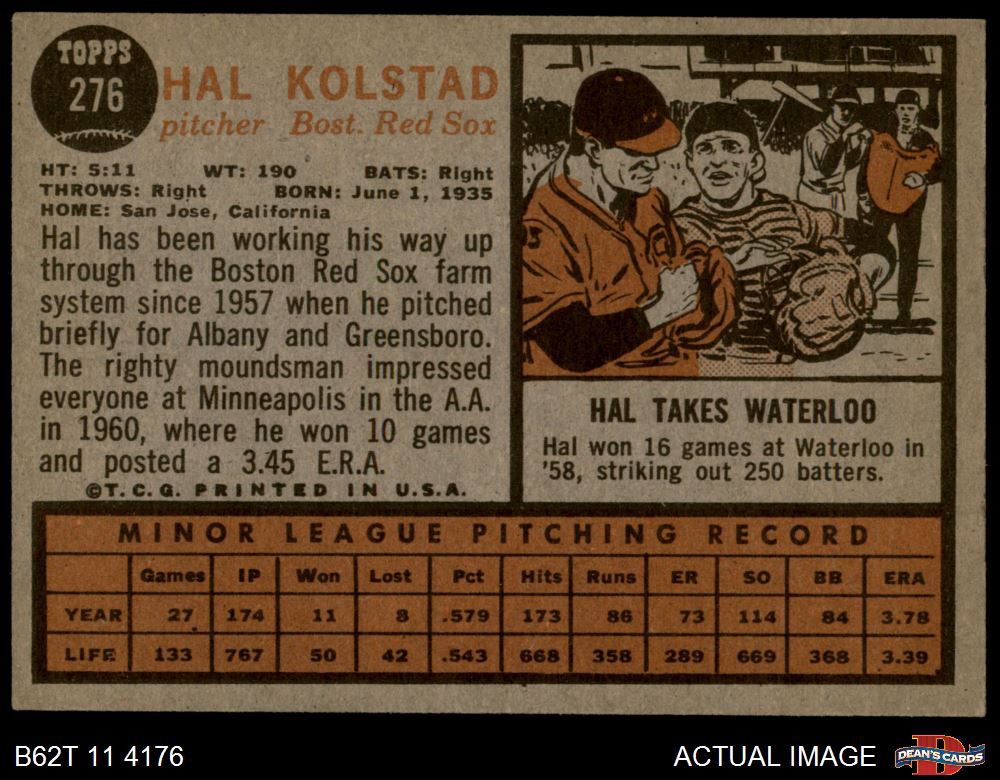 TOPPS
276
HAL KOLSTAD
pitcher Bost. Red Sox
HT: 5:11 WT: 190 BATS: Right
THROWS: Right BORN: June 1, 1935
HOME: San Jose, California
Hal has been working his way up
through the Boston Red Sox farm
system since 1957 when he pitched
briefly for Albany and Greensboro.
The righty moundsman impressed
everyone at Minneapolis in the A.A.
in 1960, where he won 10 games
and posted a 3.45 E.R.A.
©T.C.G. PRINTED IN U.S.A.
HAL TAKES WATERLOO
Hal won 16 games at Waterloo in
'58, striking out 250 batters.
MINOR LEAGUE PITCHING RECORD
Games IP Won Lost Pct Hits Runs ER SO BB ERA
YEAR 27 174 11 8 .579 173 86 73 114 84 3.78
LIFE 133 767 50 42 .543 668 358 289 669 368 3.39
B62T 11 4176
ACTUAL IMAGE
D
DEAN'S CARDS